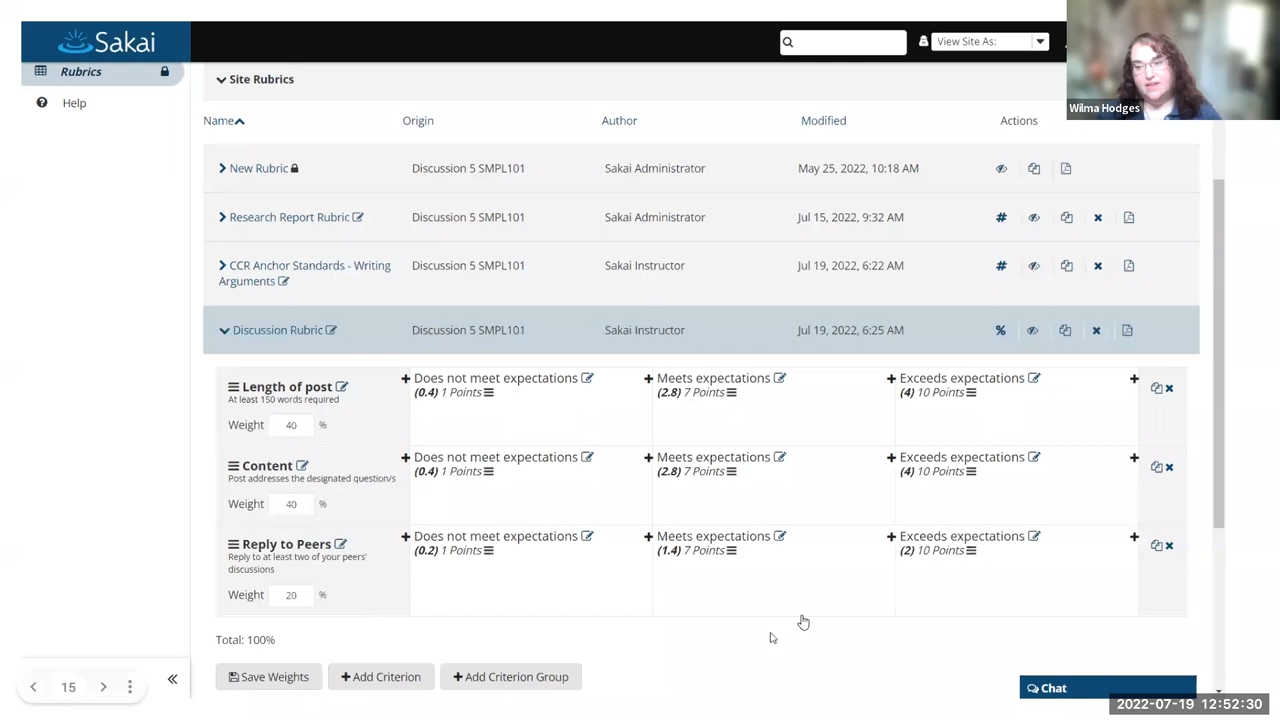 Sakai
View Site As:
Wilma Hodges
Rubrics
Help
Site Rubrics
Name Origin Author Modified Actions
New Rubric Discussion 5 SMPL101 Sakai Administrator May 25, 2022, 10:18 AM
Research Report Rubric Discussion 5 SMPL101 Sakai Administrator Jul 15, 2022, 9:32 AM #
CCR Anchor Standards - Writing Discussion 5 SMPL101 Sakai Instructor Jul 19, 2022, 6:22 AM #
Arguments
Discussion Rubric Discussion 5 SMPL101 Sakai Instructor Jul 19, 2022, 6:25 AM %
Length of post Does not meet expectations Meets expectations Exceeds expectations
At least 150 words required (0.4) 1 Points (2.8) 7 Points (4) 10 Points
Weight 40 %
Content Does not meet expectations Meets expectations Exceeds expectations
Post addresses the designated question/s (0.4) 1 Points (2.8) 7 Points (4) 10 Points
Weight 40 %
Reply to Peers Does not meet expectations Meets expectations Exceeds expectations
Reply to at least two of your peers' (0.2) 1 Points (1.4) 7 Points (2) 10 Points
discussions
Weight 20 %
Total: 100%
Save Weights + Add Criterion + Add Criterion Group
15
Chat
2022-07-19 12:52:30